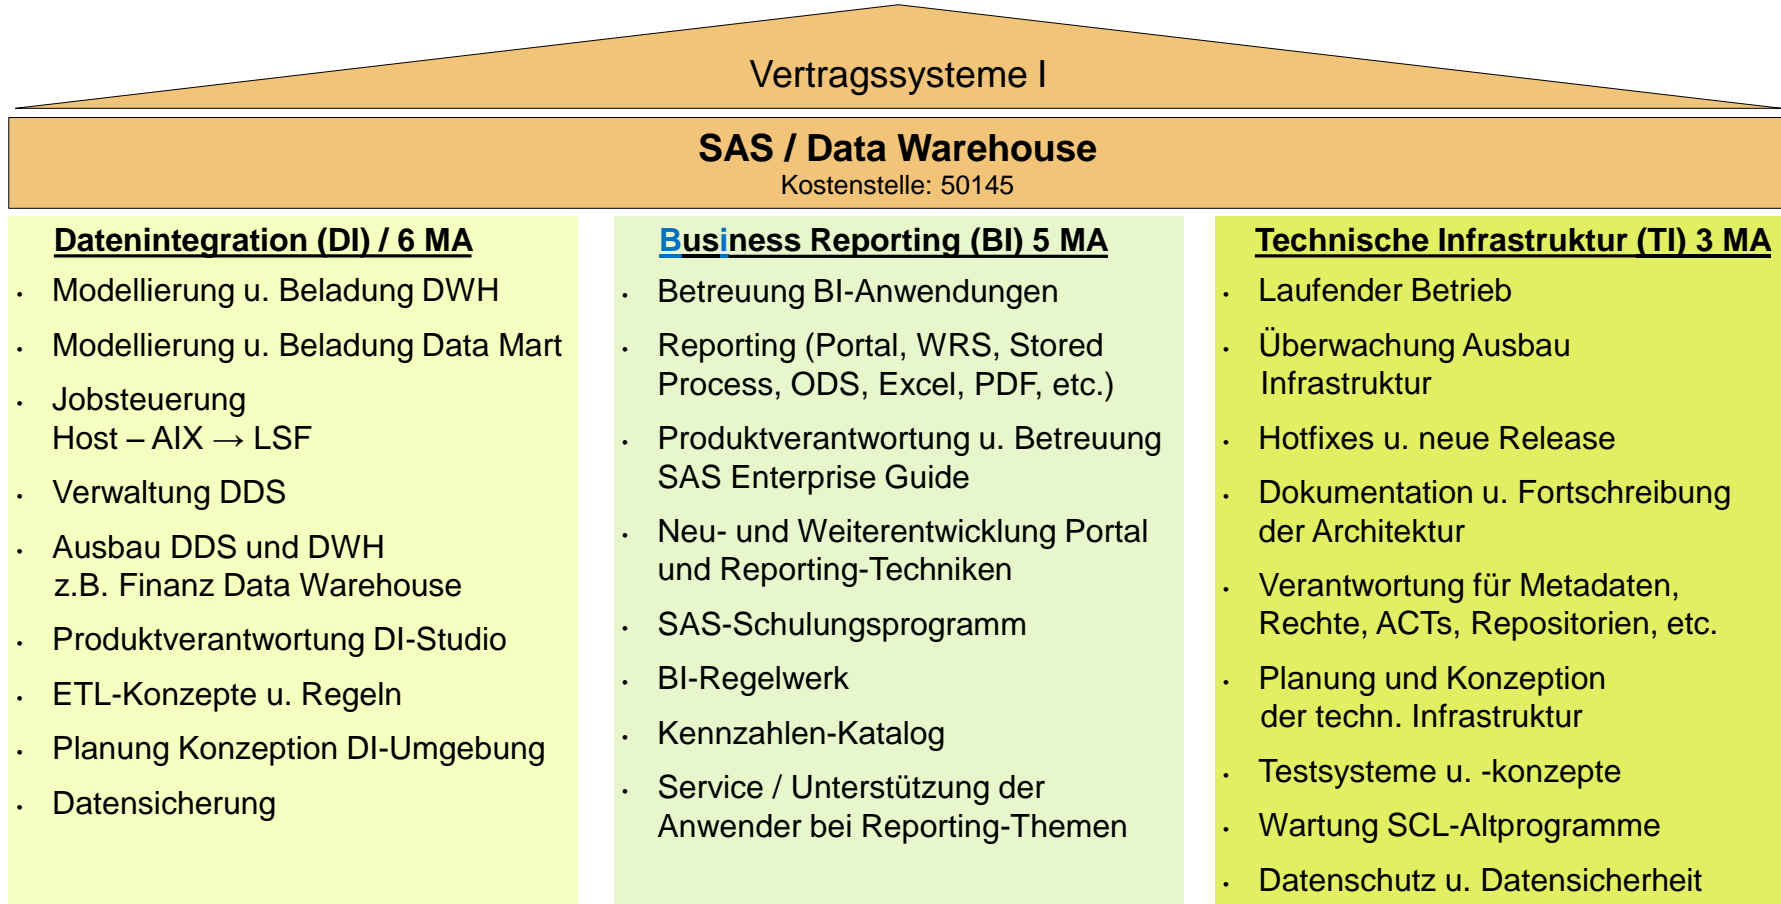 Vertragssysteme I
SAS / Data Warehouse
Kostenstelle: 50145
Datenintegration (DI) / 6 MA
· Modellierung u. Beladung DWH
· Modellierung u. Beladung Data Mart
· Jobsteuerung
Host – AIX → LSF
· Verwaltung DDS
· Ausbau DDS und DWH
z.B. Finanz Data Warehouse
· Produktverantwortung DI-Studio
· ETL-Konzepte u. Regeln
· Planung Konzeption DI-Umgebung
· Datensicherung
Business Reporting (BI) 5 MA
· Betreuung BI-Anwendungen
· Reporting (Portal, WRS, Stored
Process, ODS, Excel, PDF, etc.)
· Produktverantwortung u. Betreuung
SAS Enterprise Guide
· Neu- und Weiterentwicklung Portal
und Reporting-Techniken
· SAS-Schulungsprogramm
· BI-Regelwerk
· Kennzahlen-Katalog
· Service / Unterstützung der
Anwender bei Reporting-Themen
Technische Infrastruktur (TI) 3 MA
· Laufender Betrieb
· Überwachung Ausbau
Infrastruktur
· Hotfixes u. neue Release
· Dokumentation u. Fortschreibung
der Architektur
· Verantwortung für Metadaten,
Rechte, ACTs, Repositorien, etc.
· Planung und Konzeption
der techn. Infrastruktur
· Testsysteme u. -konzepte
· Wartung SCL-Altprogramme
· Datenschutz u. Datensicherheit